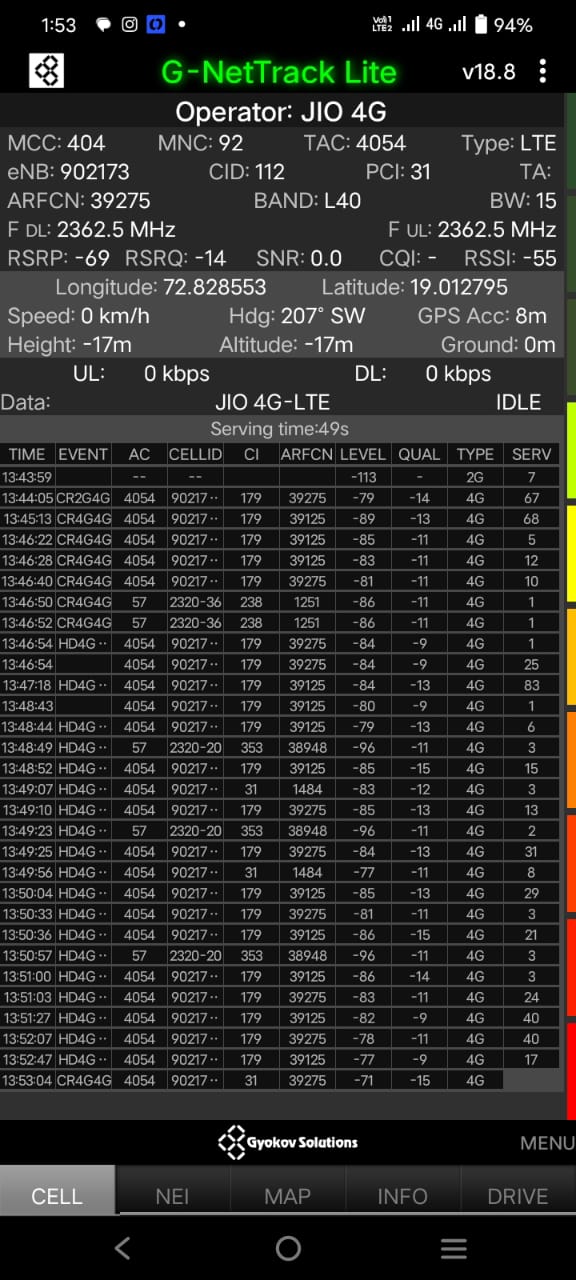 1:53 Vo))1 LTE2 4G 94%
G-NetTrack Lite v18.8
Operator: JIO 4G
MCC: 404 MNC: 92 TAC: 4054 Type: LTE
eNB: 902173 CID: 112 PCI: 31 TA:
ARFCN: 39275 BAND: L40 BW: 15
F DL: 2362.5 MHz F UL: 2362.5 MHz
RSRP: -69 RSRQ: -14 SNR: 0.0 CQI: - RSSI: -55
Longitude: 72.828553 Latitude: 19.012795
Speed: 0 km/h Hdg: 207° SW GPS Acc: 8m
Height: -17m Altitude: -17m Ground: 0m
UL: 0 kbps DL: 0 kbps
Data: JIO 4G-LTE IDLE
Serving time:49s
TIME EVENT AC CELLID CI ARFCN LEVEL QUAL TYPE SERV
13:43:59 -- -- -113 - 2G 7
13:44:05 CR2G4G 4054 90217·· 179 39275 -79 -14 4G 67
13:45:13 CR4G4G 4054 90217·· 179 39125 -89 -13 4G 68
13:46:22 CR4G4G 4054 90217·· 179 39125 -85 -11 4G 5
13:46:28 CR4G4G 4054 90217·· 179 39125 -83 -11 4G 12
13:46:40 CR4G4G 4054 90217·· 179 39275 -81 -11 4G 10
13:46:50 CR4G4G 57 2320-36 238 1251 -86 -11 4G 1
13:46:52 CR4G4G 57 2320-36 238 1251 -86 -11 4G 1
13:46:54 HD4G·· 4054 90217·· 179 39275 -84 -9 4G 1
13:46:54 4054 90217·· 179 39275 -84 -9 4G 25
13:47:18 HD4G·· 4054 90217·· 179 39125 -84 -13 4G 83
13:48:43 4054 90217·· 179 39125 -80 -9 4G 1
13:48:44 HD4G·· 4054 90217·· 179 39125 -79 -13 4G 6
13:48:49 HD4G·· 57 2320-20 353 38948 -96 -11 4G 3
13:48:52 HD4G·· 4054 90217·· 179 39125 -85 -15 4G 15
13:49:07 HD4G·· 4054 90217·· 31 1484 -83 -12 4G 3
13:49:10 HD4G·· 4054 90217·· 179 39275 -85 -13 4G 13
13:49:23 HD4G·· 57 2320-20 353 38948 -96 -11 4G 2
13:49:25 HD4G·· 4054 90217·· 179 39275 -84 -13 4G 31
13:49:56 HD4G·· 4054 90217·· 31 1484 -77 -11 4G 8
13:50:04 HD4G·· 4054 90217·· 179 39125 -85 -13 4G 29
13:50:33 HD4G·· 4054 90217·· 179 39275 -81 -11 4G 3
13:50:36 HD4G·· 4054 90217·· 179 39125 -86 -15 4G 21
13:50:57 HD4G·· 57 2320-20 353 38948 -96 -11 4G 3
13:51:00 HD4G·· 4054 90217·· 179 39125 -86 -14 4G 3
13:51:03 HD4G·· 4054 90217·· 179 39275 -83 -11 4G 24
13:51:27 HD4G·· 4054 90217·· 179 39125 -82 -9 4G 40
13:52:07 HD4G·· 4054 90217·· 179 39275 -78 -11 4G 40
13:52:47 HD4G·· 4054 90217·· 179 39125 -77 -9 4G 17
13:53:04 CR4G4G 4054 90217·· 31 39275 -71 -15 4G
Gyokov Solutions MENU
CELL NEI MAP INFO DRIVE